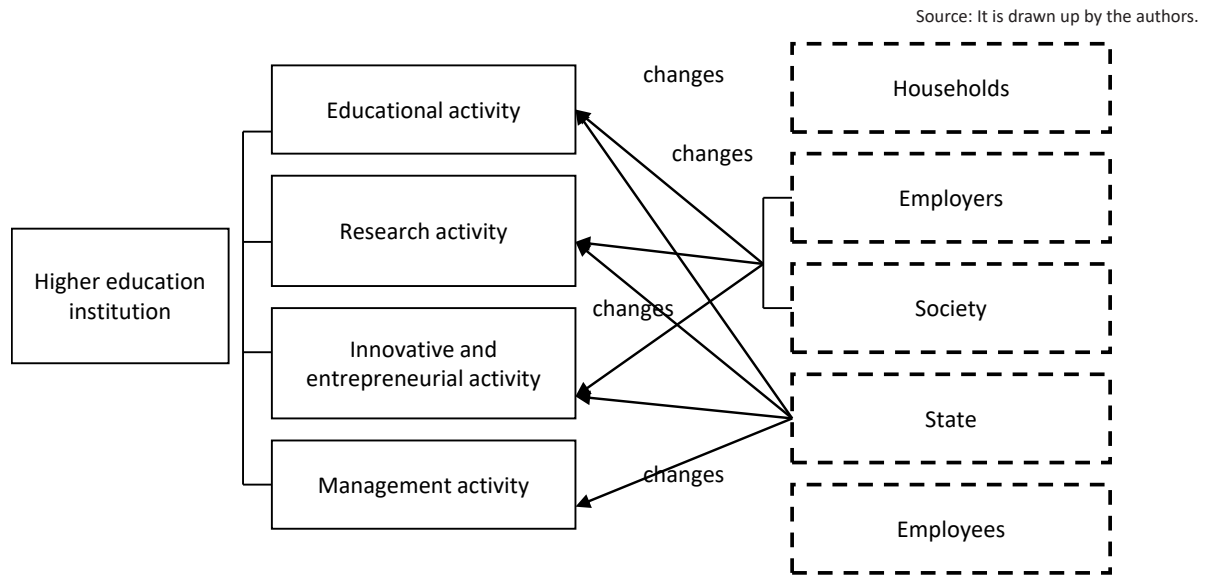 Source: It is drawn up by the authors.
Higher education
institution
Educational activity
Research activity
Innovative and
entrepreneurial activity
Management activity
changes
changes
changes
changes
Households
Employers
Society
State
Employees